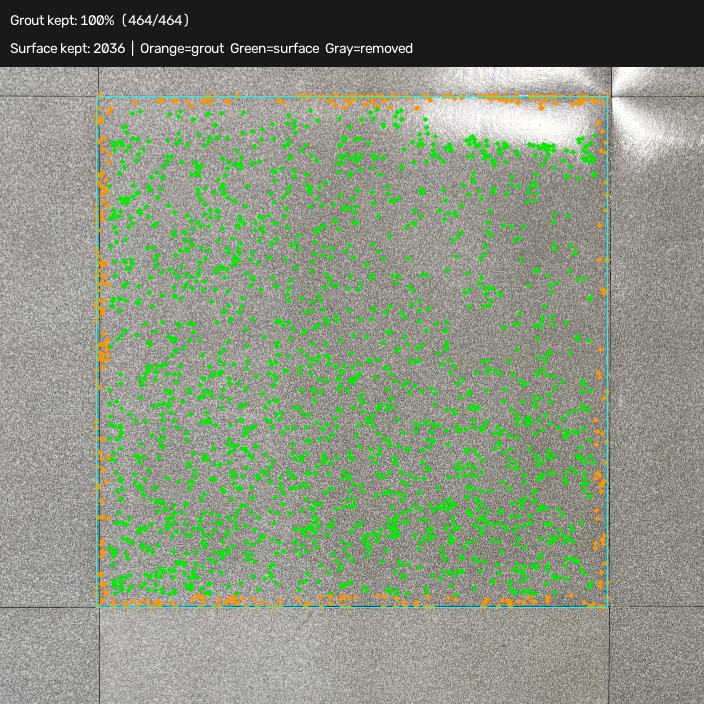 Grout kept: 100% (464/464)
Surface kept: 2036 | Orange=grout Green=surface Gray=removed